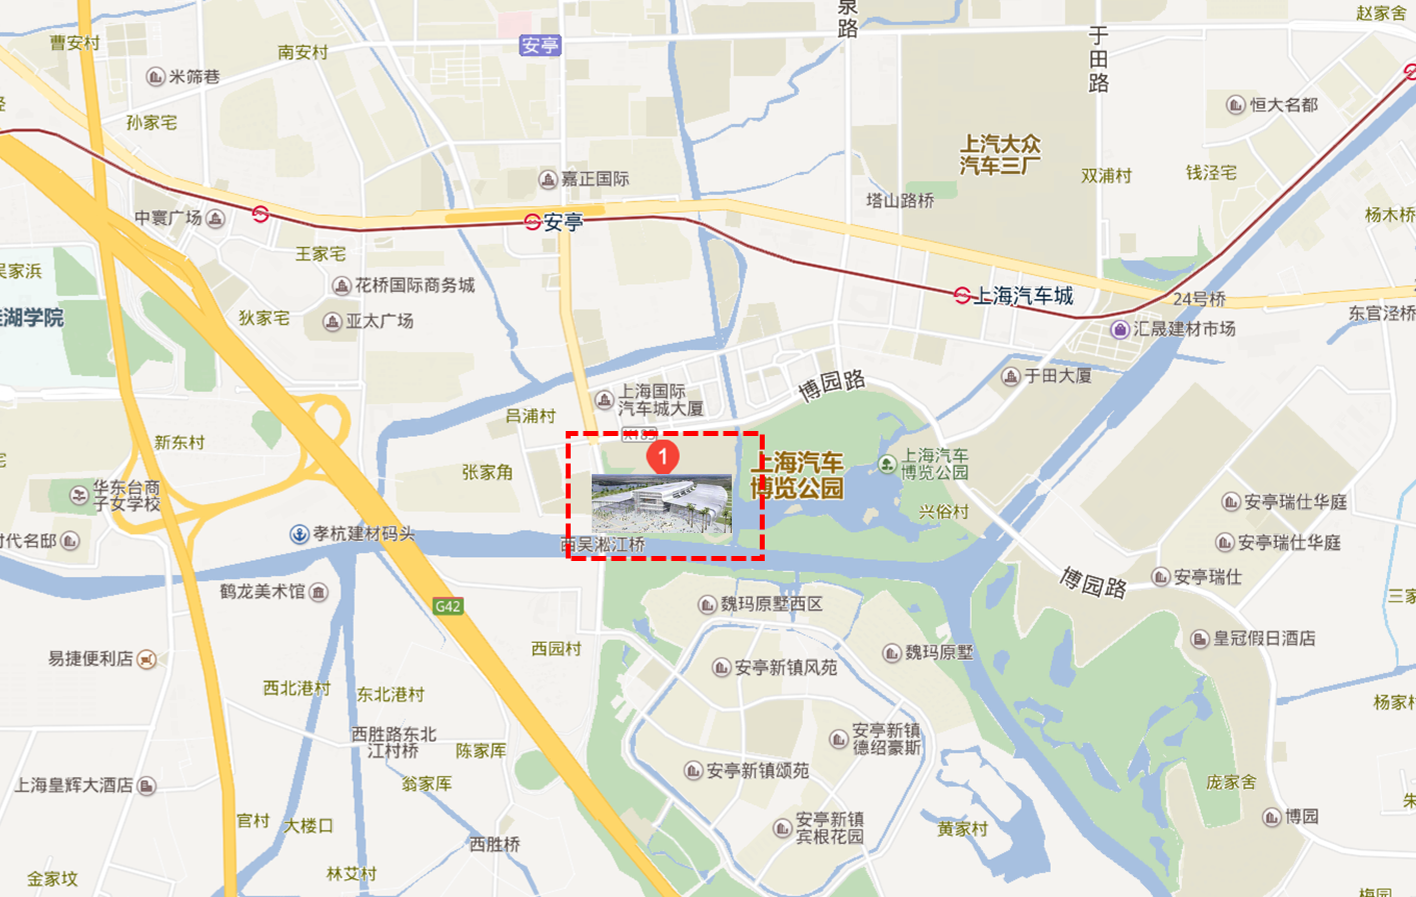 曹安村
南安村
安亭
泉
路
于
田
路
赵家舍
米筛巷
孙家宅
恒大名都
上汽大众
汽车三厂
双浦村
钱泾宅
嘉正国际
塔山路桥
杨木桥
中寰广场
安亭
王家宅
吴家浜
花桥国际商务城
上海汽车城
24号桥
东官泾桥
狄家宅
亚太广场
汇晟建材市场
湖学院
博园路
于田大厦
上海国际
汽车城大厦
吕浦村
X185
新东村
张家角
1
上海汽车
博览公园
上海汽车
博览公园
华东台商
子女学校
兴俗村
安亭瑞仕华庭
时代名邸
孝杭建材码头
西吴淞江桥
安亭瑞仕华庭
鹤龙美术馆
G42
魏玛原墅西区
博园路
安亭瑞仕
三家
西园村
魏玛原墅
皇冠假日酒店
易捷便利店
安亭新镇风苑
西北港村
东北港村
杨家村
西胜路东北
江村桥
陈家厍
安亭新镇
德绍豪斯
上海皇辉大酒店
翁家厍
安亭新镇颂苑
庞家舍
朱
官村
大楼口
安亭新镇
宾根花园
黄家村
博园
西胜桥
金家坟
林艾村
梅园